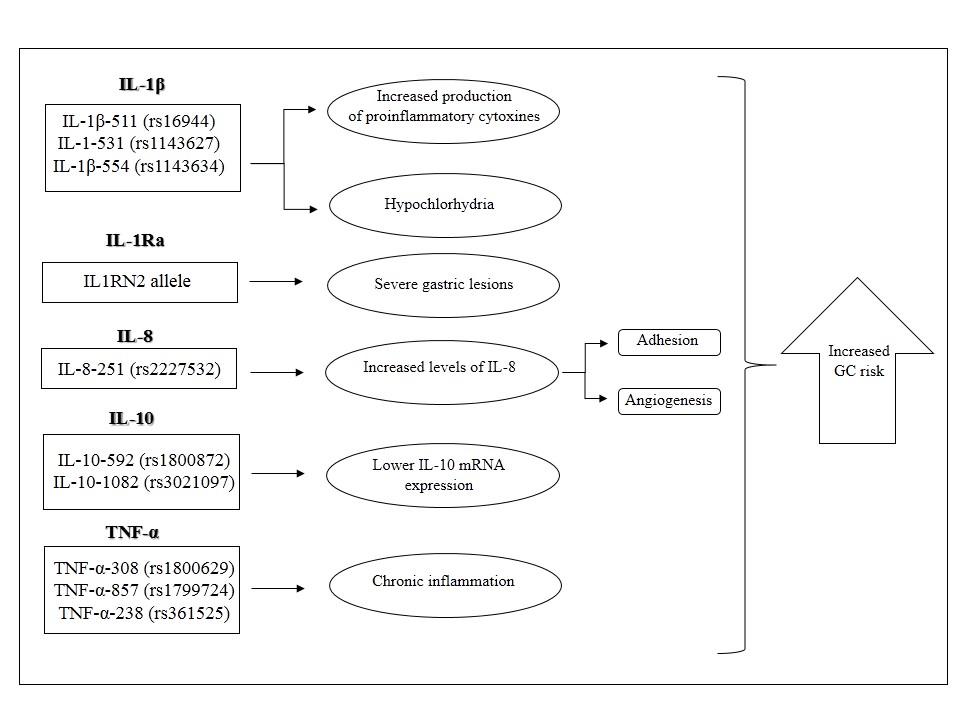 IL-1β
IL-1β-511 (rs16944)
IL-1-531 (rs1143627)
IL-1β-554 (rs1143634)
Increased production
of proinflammatory cytoxines
Hypochlorhydria
IL-1Ra
IL1RN2 allele
Severe gastric lesions
IL-8
IL-8-251 (rs2227532)
Increased levels of IL-8
Adhesion
Angiogenesis
IL-10
IL-10-592 (rs1800872)
IL-10-1082 (rs3021097)
Lower IL-10 mRNA
expression
TNF-α
TNF-α-308 (rs1800629)
TNF-α-857 (rs1799724)
TNF-α-238 (rs361525)
Chronic inflammation
Increased
GC risk